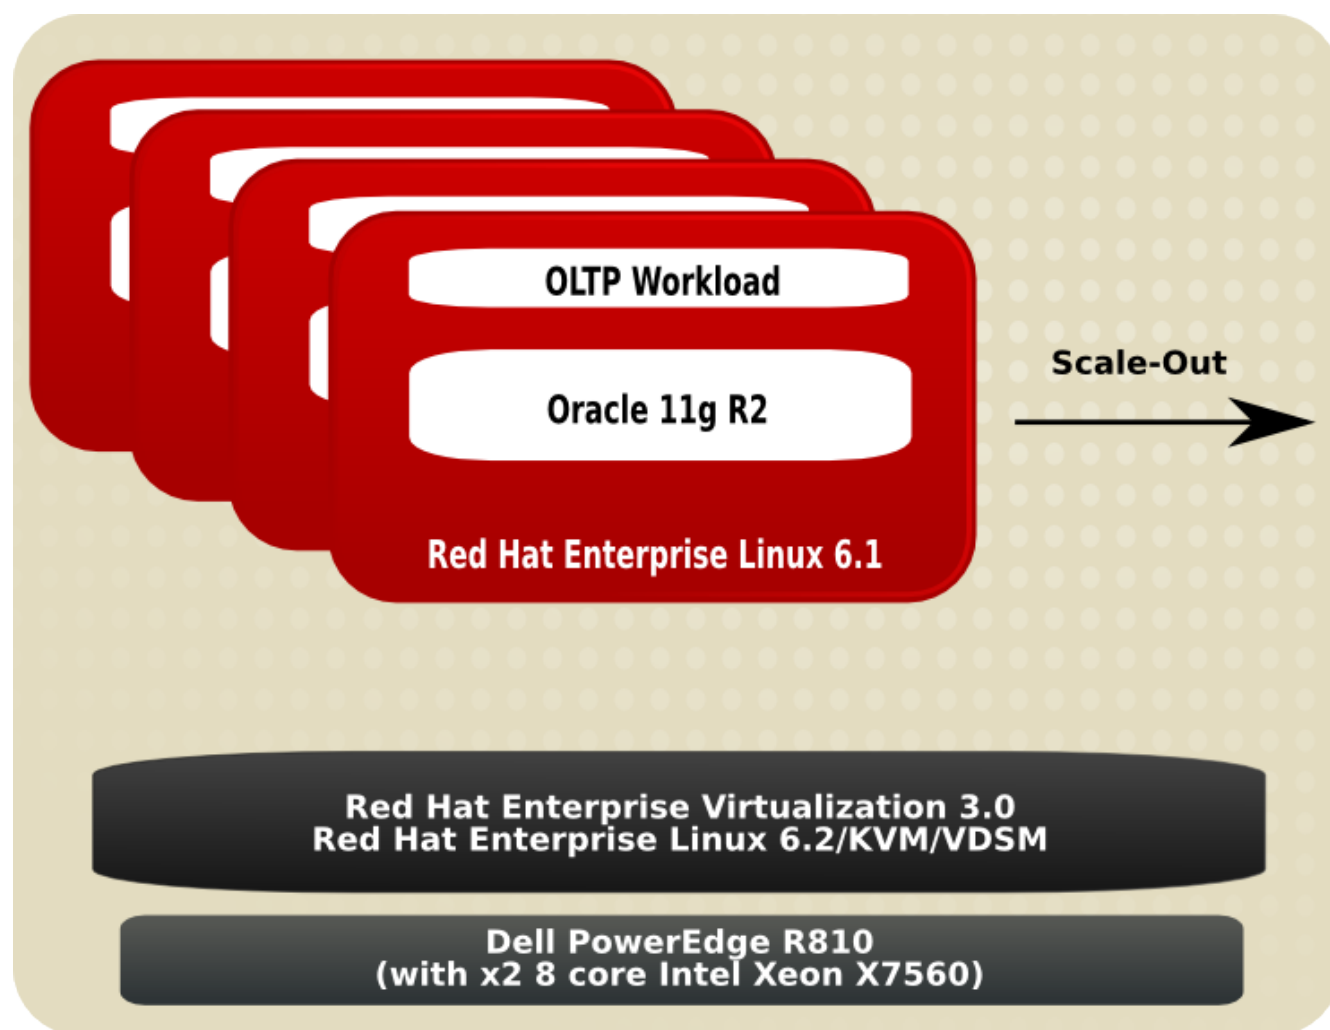 OLTP Workload
Oracle 11g R2
Red Hat Enterprise Linux 6.1
Scale-Out
Red Hat Enterprise Virtualization 3.0
Red Hat Enterprise Linux 6.2/KVM/VDSM
Dell PowerEdge R810
(with x2 8 core Intel Xeon X7560)